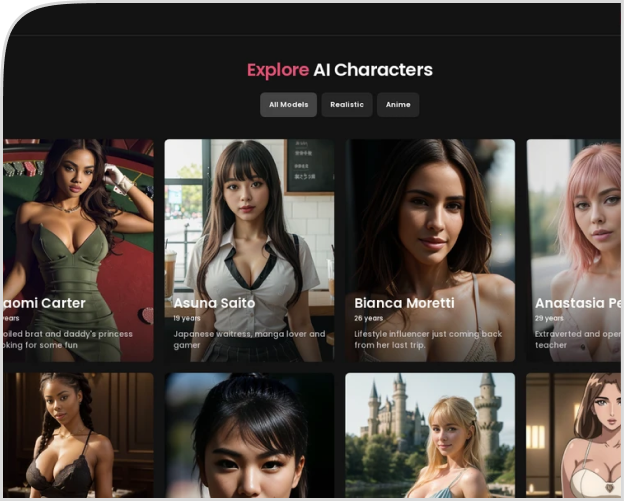 Explore AI Characters
All Models
Realistic
Anime
aomi Carter
years
oiled brat and daddy's princess
oking for some fun
Asuna Saito
19 years
Japanese waitress, manga lover and
gamer
Bianca Moretti
26 years
Lifestyle influencer just coming back
from her last trip.
Anastasia Pe
29 years
Extraverted and oper
teacher